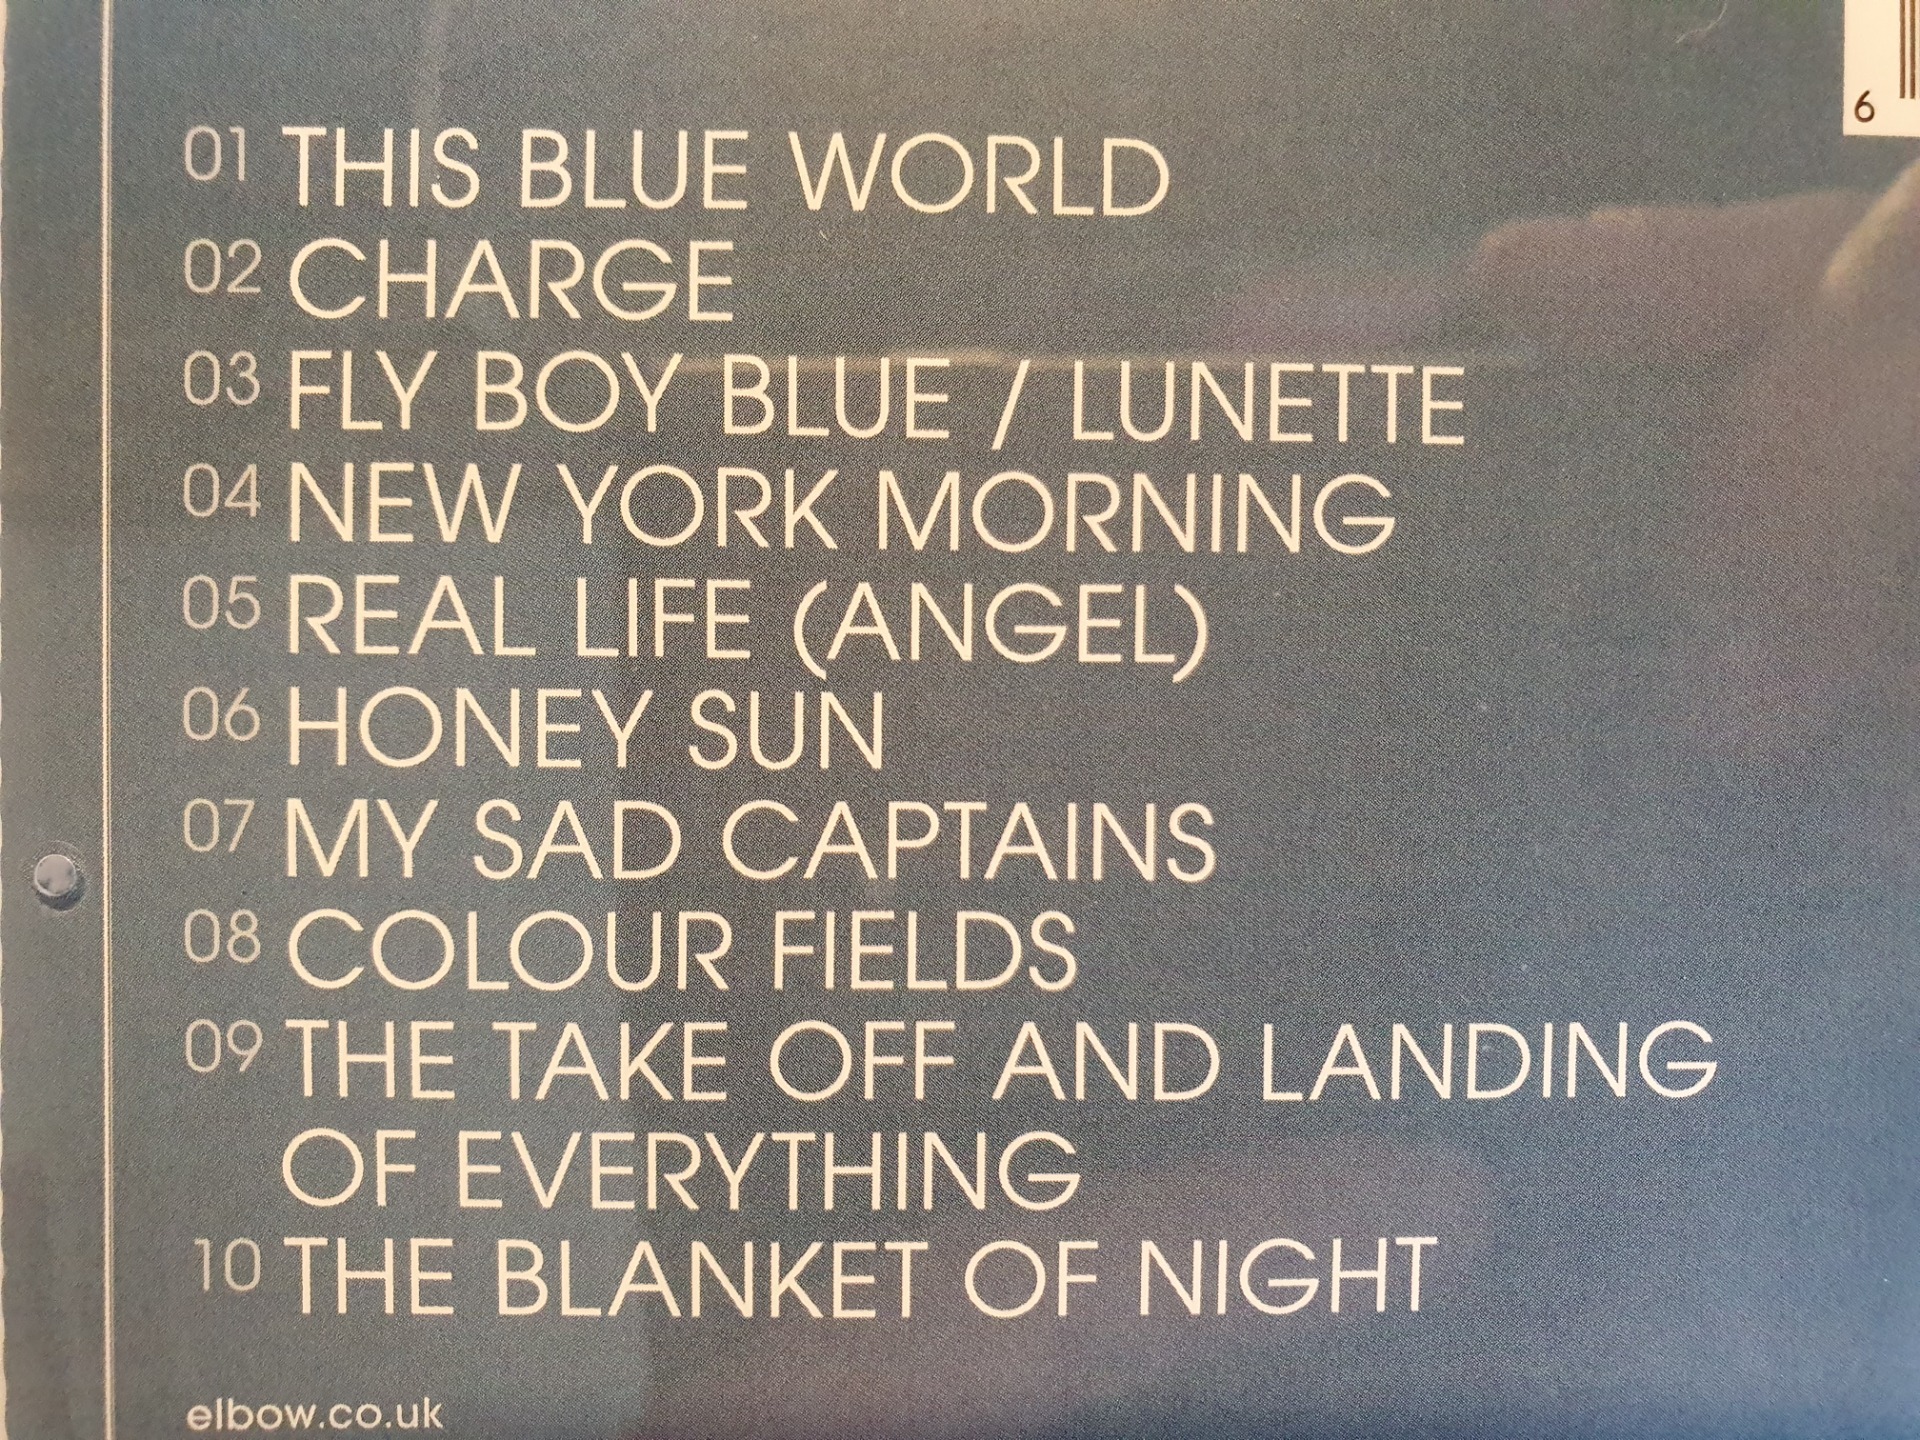 6
01 THIS BLUE WORLD
02 CHARGE
03 FLY BOY BLUE / LUNETTE
04 NEW YORK MORNING
05 REAL LIFE (ANGEL)
06 HONEY SUN
07 MY SAD CAPTAINS
08 COLOUR FIELDS
09 THE TAKE OFF AND LANDING
OF EVERYTHING
10 THE BLANKET OF NIGHT
elbow.co.uk